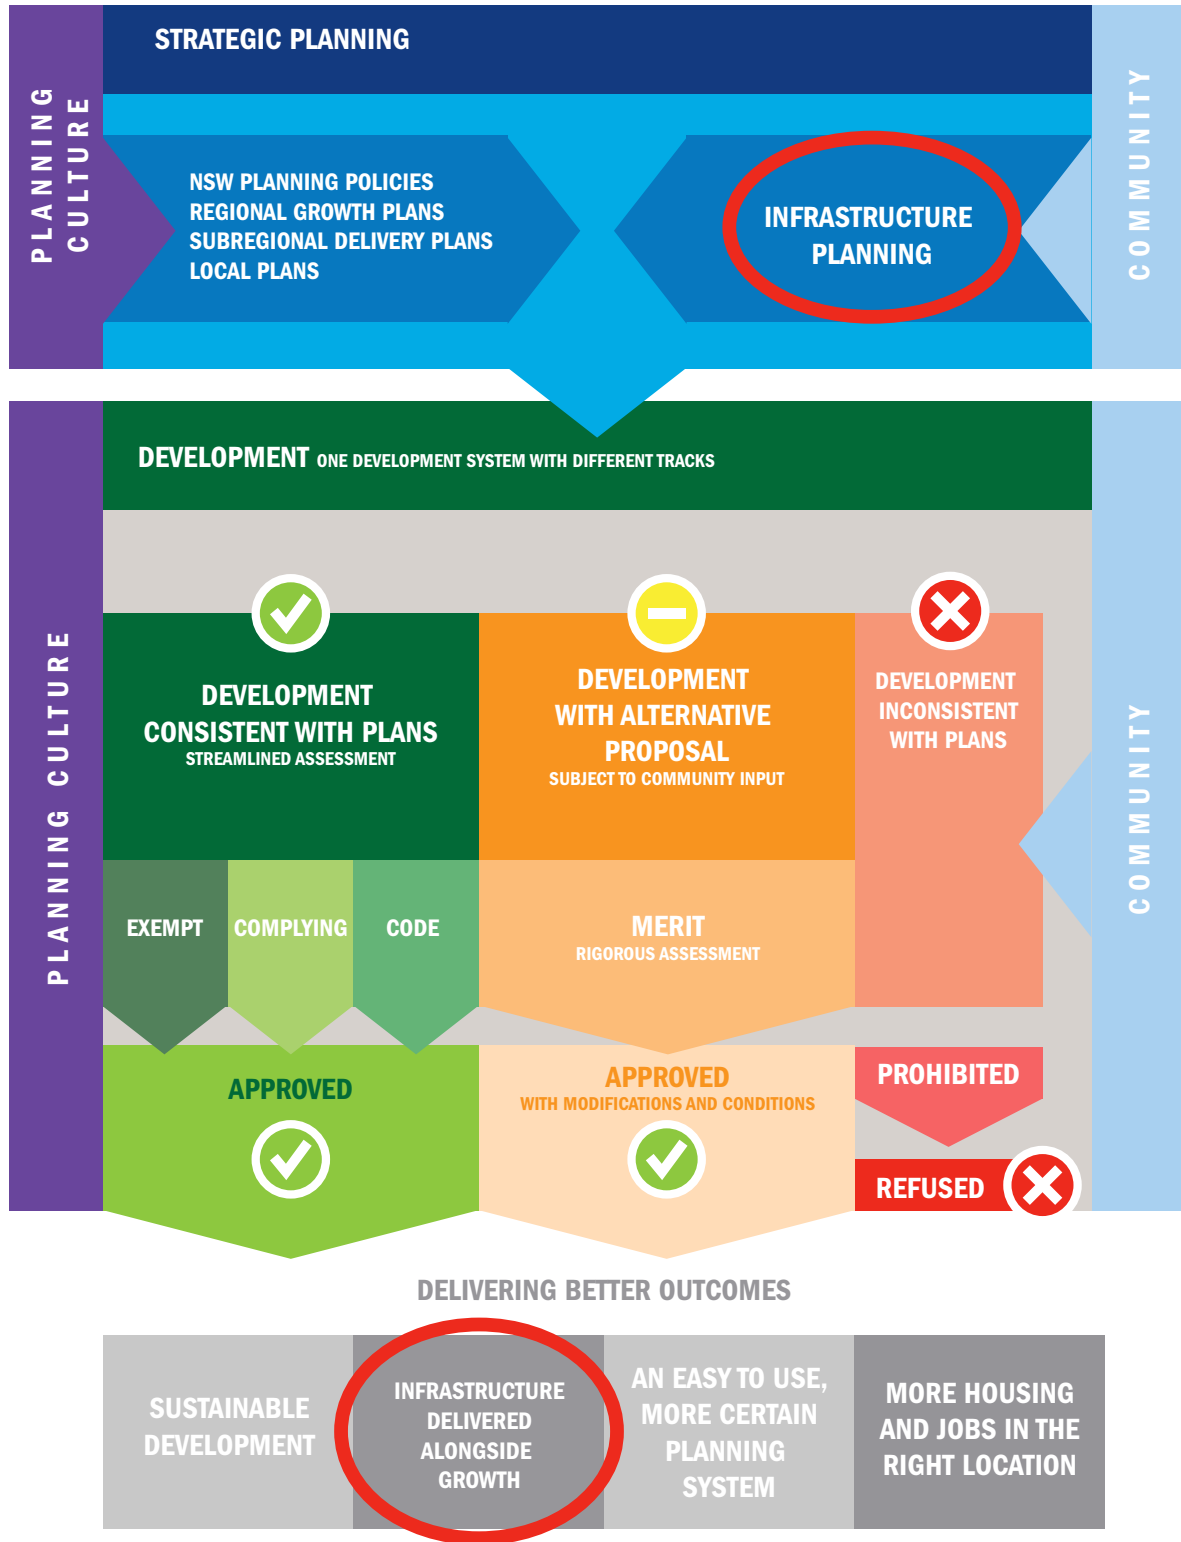 STRATEGIC PLANNING
PLANNING
CULTURE
NSW PLANNING POLICIES
REGIONAL GROWTH PLANS
SUBREGIONAL DELIVERY PLANS
LOCAL PLANS
INFRASTRUCTURE
PLANNING
COMMUNITY
DEVELOPMENT ONE DEVELOPMENT SYSTEM WITH DIFFERENT TRACKS
PLANNING CULTURE
DEVELOPMENT
CONSISTENT WITH PLANS
STREAMLINED ASSESSMENT
DEVELOPMENT
WITH ALTERNATIVE
PROPOSAL
SUBJECT TO COMMUNITY INPUT
DEVELOPMENT
INCONSISTENT
WITH PLANS
COMMUNITY
EXEMPT
COMPLYING
CODE
MERIT
RIGOROUS ASSESSMENT
APPROVED
APPROVED
WITH MODIFICATIONS AND CONDITIONS
PROHIBITED
REFUSED
DELIVERING BETTER OUTCOMES
SUSTAINABLE
DEVELOPMENT
INFRASTRUCTURE
DELIVERED
ALONGSIDE
GROWTH
AN EASY TO USE,
MORE CERTAIN
PLANNING
SYSTEM
MORE HOUSING
AND JOBS IN THE
RIGHT LOCATION